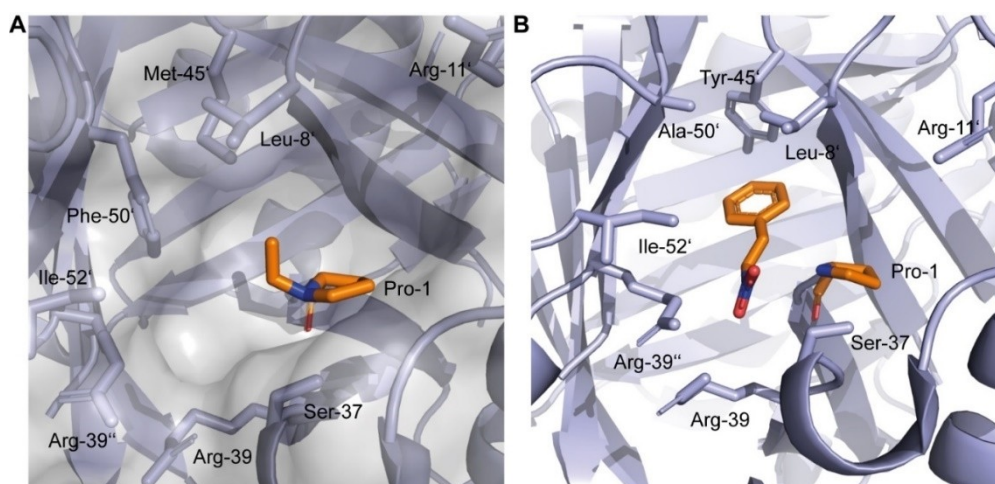 A
Met-45‘
Arg-11‘
Leu-8‘
Phe-50‘
Ile-52‘
Pro-1
Ser-37
Arg-39“
Arg-39
B
Tyr-45‘
Ala-50‘
Arg-11‘
Leu-8‘
Ile-52‘
Pro-1
Ser-37
Arg-39“
Arg-39